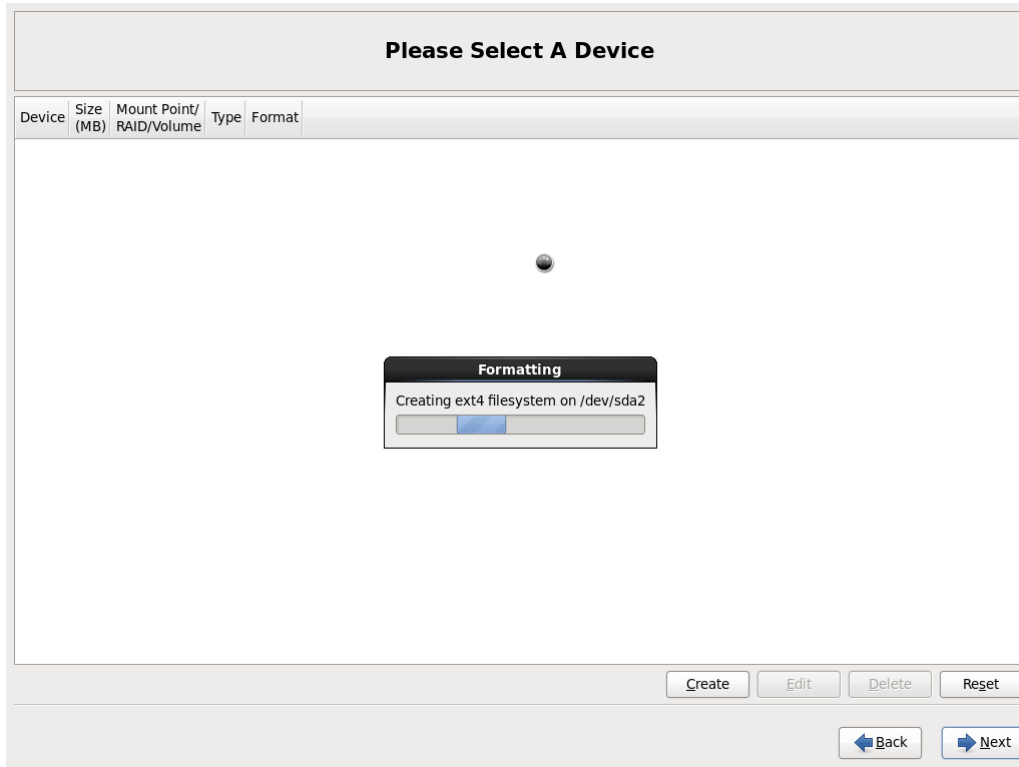 Please Select A Device
Device Size (MB) Mount Point/ RAID/Volume Type Format
Formatting
Creating ext4 filesystem on /dev/sda2
Create Edit Delete Reset
Back Next